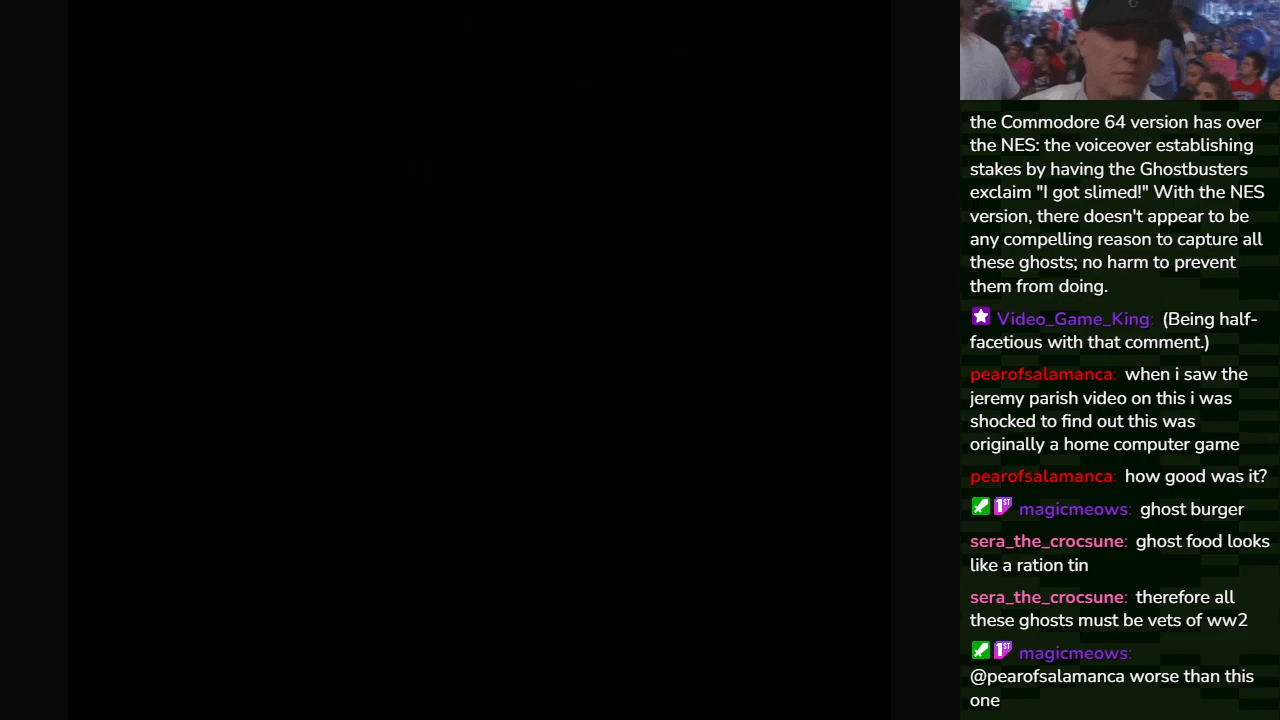 the Commodore 64 version has over
the NES: the voiceover establishing
stakes by having the Ghostbusters
exclaim "I got slimed!" With the NES
version, there doesn't appear to be
any compelling reason to capture all
these ghosts; no harm to prevent
them from doing.
Video_Game_King: (Being half-
facetious with that comment.)
pearofsalamanca: when i saw the
jeremy parish video on this i was
shocked to find out this was
originally a home computer game
pearofsalamanca: how good was it?
1ST magicmeows: ghost burger
sera_the_crocsune: ghost food looks
like a ration tin
sera_the_crocsune: therefore all
these ghosts must be vets of ww2
1ST magicmeows:
@pearofsalamanca worse than this
one